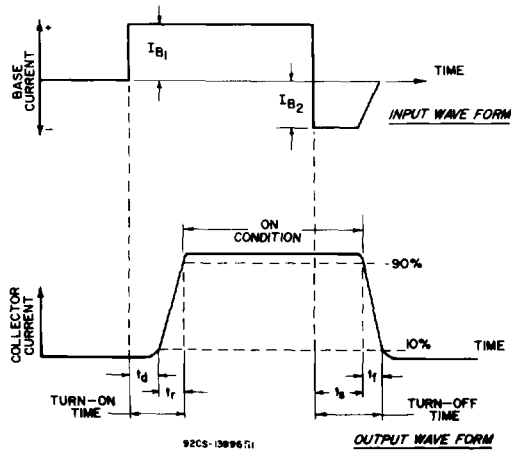 +
BASE
CURRENT
−
I_B1
I_B2
TIME
INPUT WAVE FORM
ON
CONDITION
90%
10%
COLLECTOR
CURRENT
TIME
t_d
t_r
t_s
t_f
TURN-ON
TIME
TURN-OFF
TIME
OUTPUT WAVE FORM